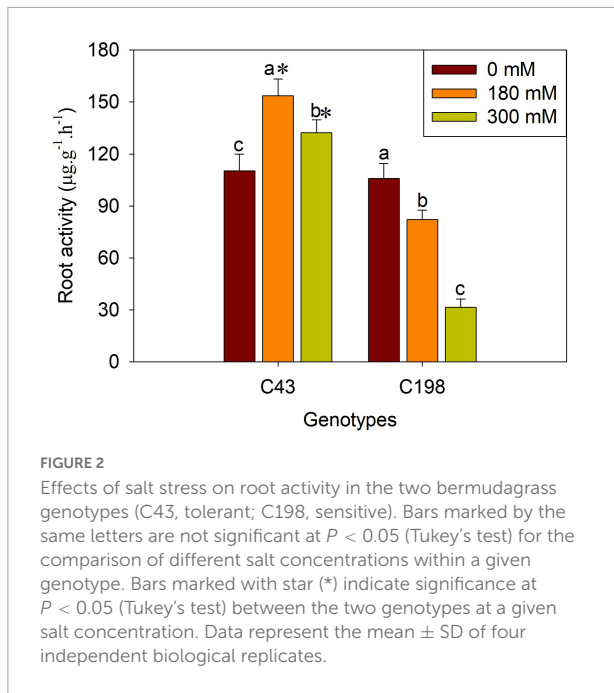 180
150
120
90
60
30
0
Root activity (µg.g-1.h-1)
0 mM
180 mM
300 mM
c
a*
b*
a
b
c
C43
C198
Genotypes
FIGURE 2
Effects of salt stress on root activity in the two bermudagrass
genotypes (C43, tolerant; C198, sensitive). Bars marked by the
same letters are not significant at P < 0.05 (Tukey’s test) for the
comparison of different salt concentrations within a given
genotype. Bars marked with star (*) indicate significance at
P < 0.05 (Tukey’s test) between the two genotypes at a given
salt concentration. Data represent the mean ± SD of four
independent biological replicates.